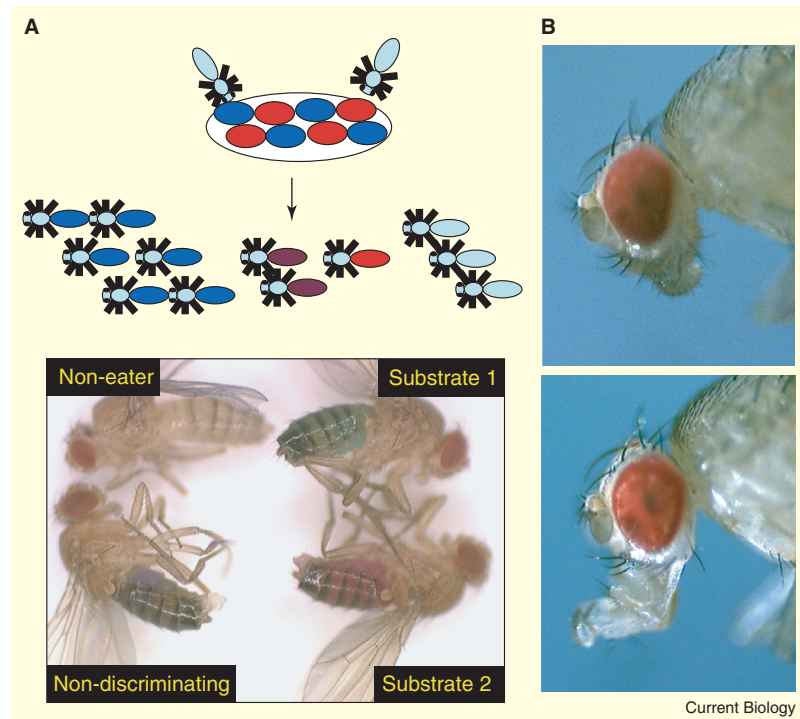 A
B
Non-eater
Substrate 1
Non-discriminating
Substrate 2
Current Biology